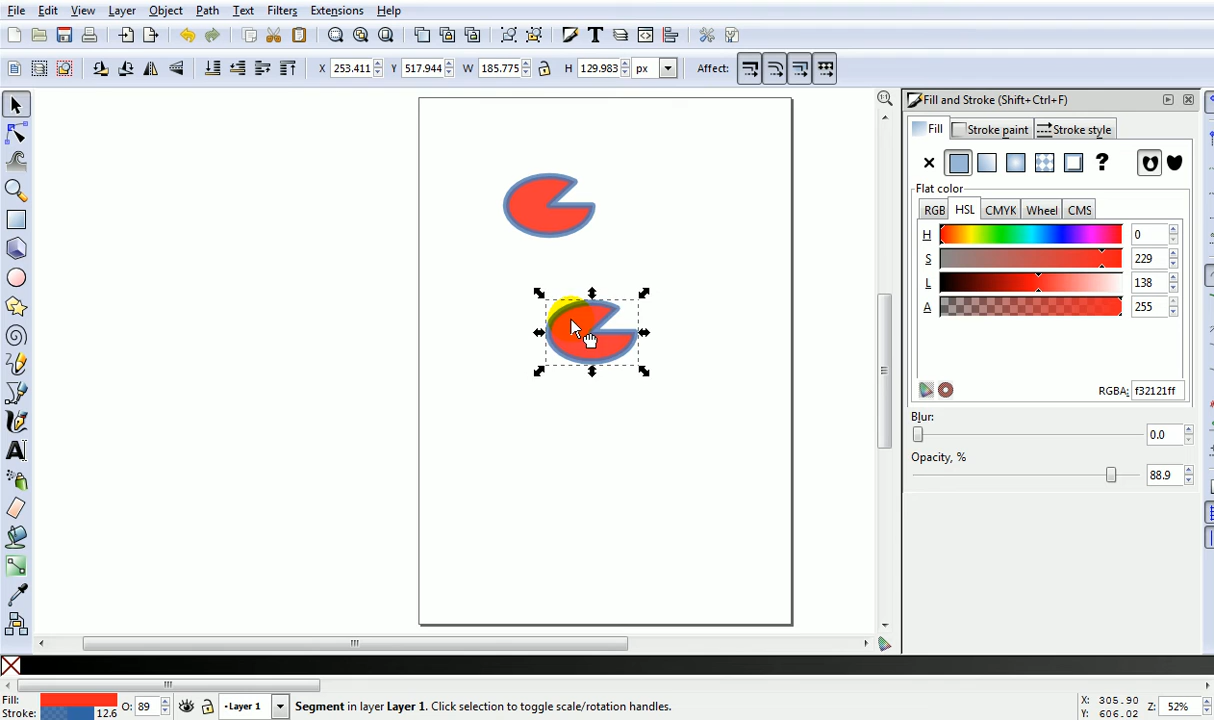 File Edit View Layer Object Path Text Filters Extensions Help
X 253.411 Y 517.944 W 185.775 H 129.983 px Affect:
Fill and Stroke (Shift+Ctrl+F)
Fill Stroke paint Stroke style
Flat color
RGB HSL CMYK Wheel CMS
H 0
S 229
L 138
A 255
RGBA: f32121ff
Blur:
0.0
Opacity, %
88.9
Fill:
Stroke: 12.6
O: 89
Layer 1
Segment in layer Layer 1. Click selection to toggle scale/rotation handles.
X: 305.90
Y: 606.02
Z: 52%